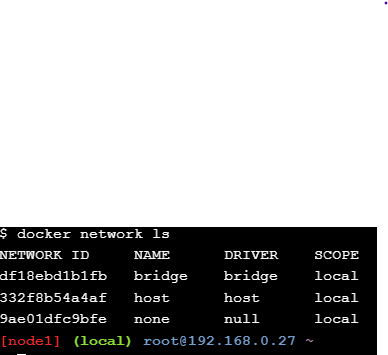 $ docker network ls
NETWORK ID NAME DRIVER SCOPE
df18ebd1b1fb bridge bridge local
332f8b54a4af host host local
9ae01dfc9bfe none null local
[node1] (local) root@192.168.0.27 ~